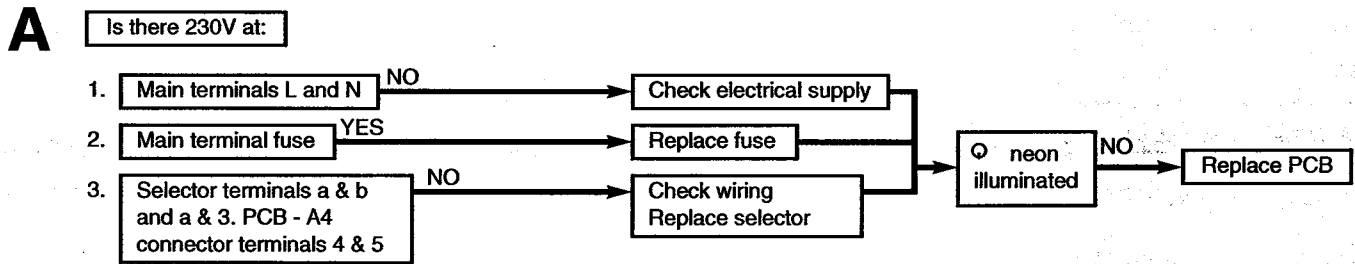 A
Is there 230V at:
1. Main terminals L and N
NO
Check electrical supply
2. Main terminal fuse
YES
Replace fuse
3. Selector terminals a & b
and a & 3. PCB - A4
connector terminals 4 & 5
NO
Check wiring
Replace selector
neon
illuminated
NO
Replace PCB